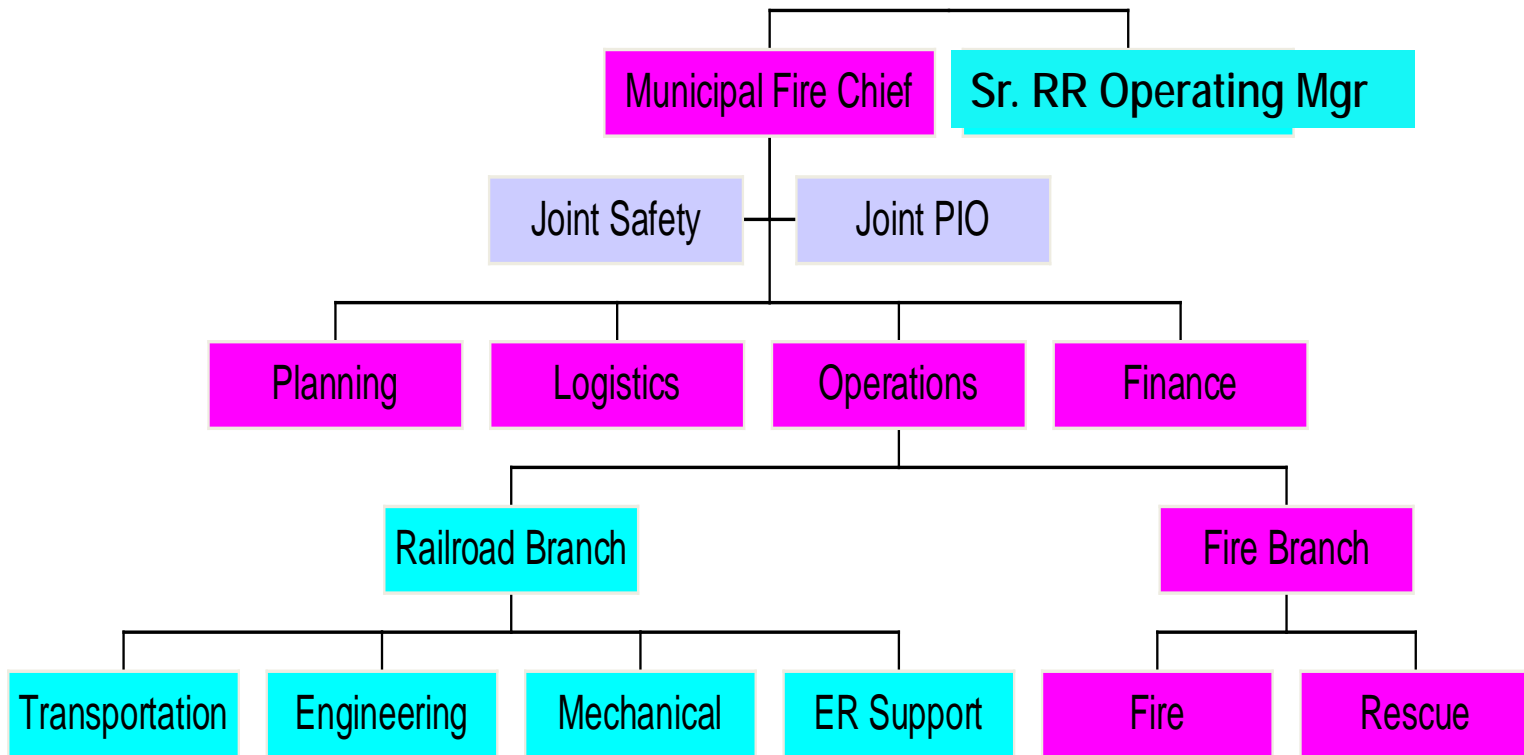 Municipal Fire Chief
Sr. RR Operating Mgr
Joint Safety
Joint PIO
Planning
Logistics
Operations
Finance
Railroad Branch
Fire Branch
Transportation
Engineering
Mechanical
ER Support
Fire
Rescue